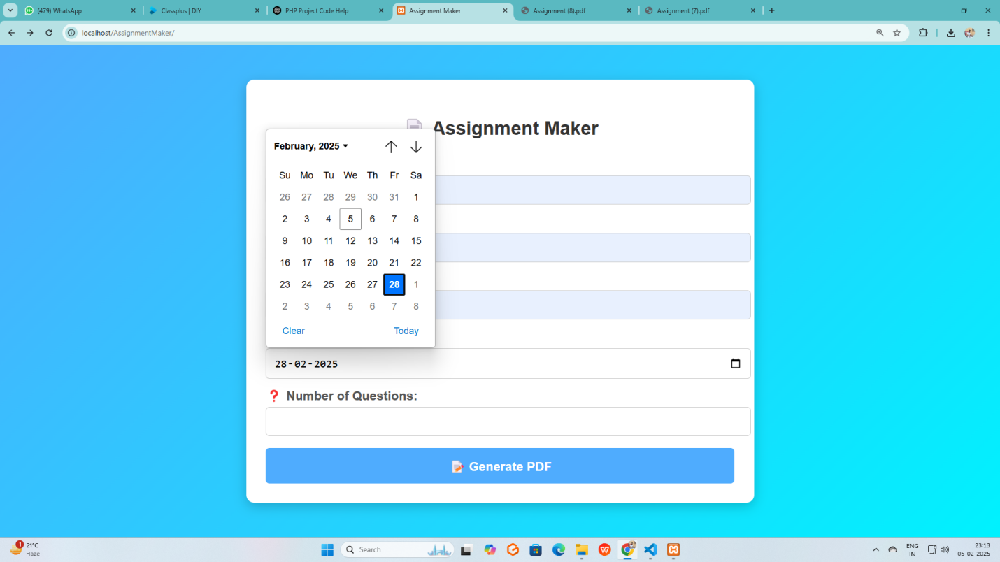 (479) WhatsApp
Classplus | DIY
PHP Project Code Help
Assignment Maker
Assignment (8).pdf
Assignment (7).pdf
localhost/AssignmentMaker/
Assignment Maker
February, 2025
Su Mo Tu We Th Fr Sa
26 27 28 29 30 31 1
2 3 4 5 6 7 8
9 10 11 12 13 14 15
16 17 18 19 20 21 22
23 24 25 26 27 28 1
2 3 4 5 6 7 8
Clear Today
28-02-2025
❓ Number of Questions:
📝 Generate PDF
1
21°C
Haze
Search
ENG
IN
23:13
05-02-2025